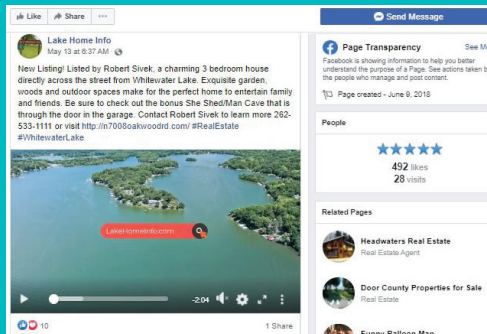 Like Share ...
Send Message
Lake Home Info
May 13 at 6:37 AM ·
New Listing! Listed by Robert Sivek, a charming 3 bedroom house
directly across the street from Whitewater Lake. Exquisite garden,
woods and outdoor spaces make for the perfect home to entertain family
and friends. Be sure to check out the bonus She Shed/Man Cave that is
through the door in the garage. Contact Robert Sivek to learn more 262-
533-1111 or visit http://n7008oakwoodrd.com/ #RealEstate
#WhitewaterLake
LakeHomeInfo.com
-2:04
10
1 Share
Page Transparency
See Mo
Facebook is showing information to help you better
understand the purpose of a Page. See actions taken b
the people who manage and post content.
Page created - June 9, 2018
People
492 likes
28 visits
Related Pages
Headwaters Real Estate
Real Estate Agent
Door County Properties for Sale
Real Estate
Funny Balloon Man